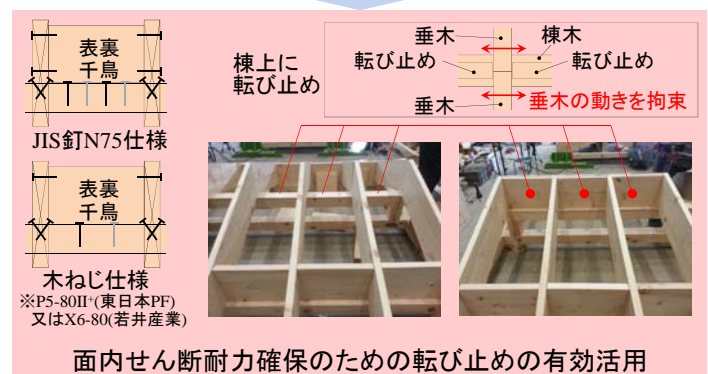 表裏
千鳥
JIS釘N75仕様
表裏
千鳥
木ねじ仕様
※P5-80II⁺(東日本PF)
又はX6-80(若井産業)
棟上に
転び止め
垂木
棟木
転び止め
転び止め
垂木
垂木の動きを拘束
面内せん断耐力確保のための転び止めの有効活用